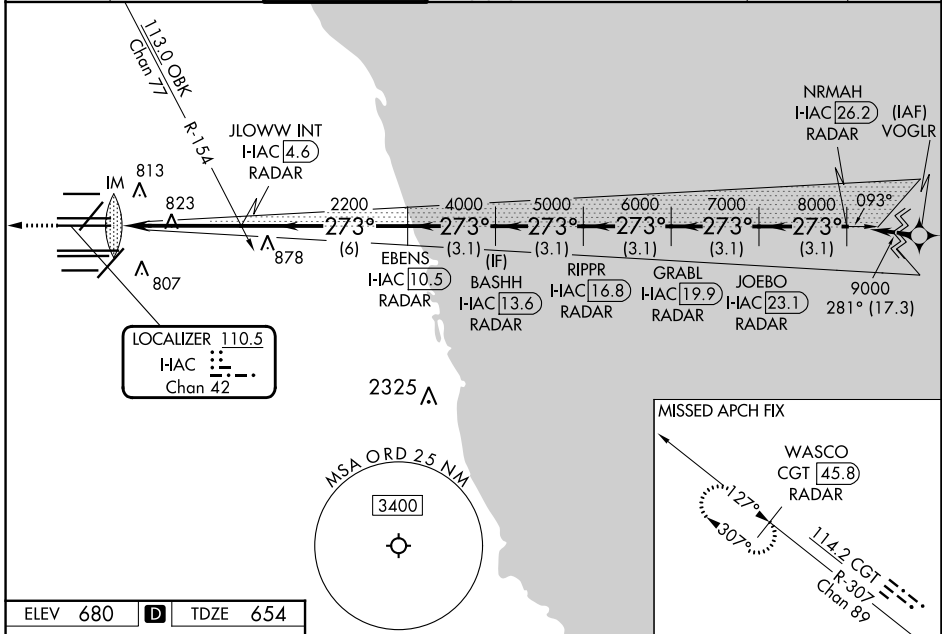 113.0 OBK
Chan 77
R-154
JLOWW INT
I-IAC 4.6
RADAR
NRMAH
I-IAC 26.2
RADAR
(IAF)
VOGLR
IM
813
823
878
807
2200
273°
(6)
4000
273°
(3.1)
5000
273°
(3.1)
6000
273°
(3.1)
7000
273°
(3.1)
8000
273°
(3.1)
093°
EBENS
I-IAC 10.5
RADAR
(IF)
BASHH
I-IAC 13.6
RADAR
RIPPR
I-IAC 16.8
RADAR
GRABL
I-IAC 19.9
RADAR
JOEBO
I-IAC 23.1
RADAR
9000
281° (17.3)
LOCALIZER 110.5
I-IAC
Chan 42
2325
MSA ORD 25 NM
3400
MISSED APCH FIX
WASCO
CGT 45.8
RADAR
127°
307°
114.2 CGT
R-307
Chan 89
ELEV 680 D TDZE 654